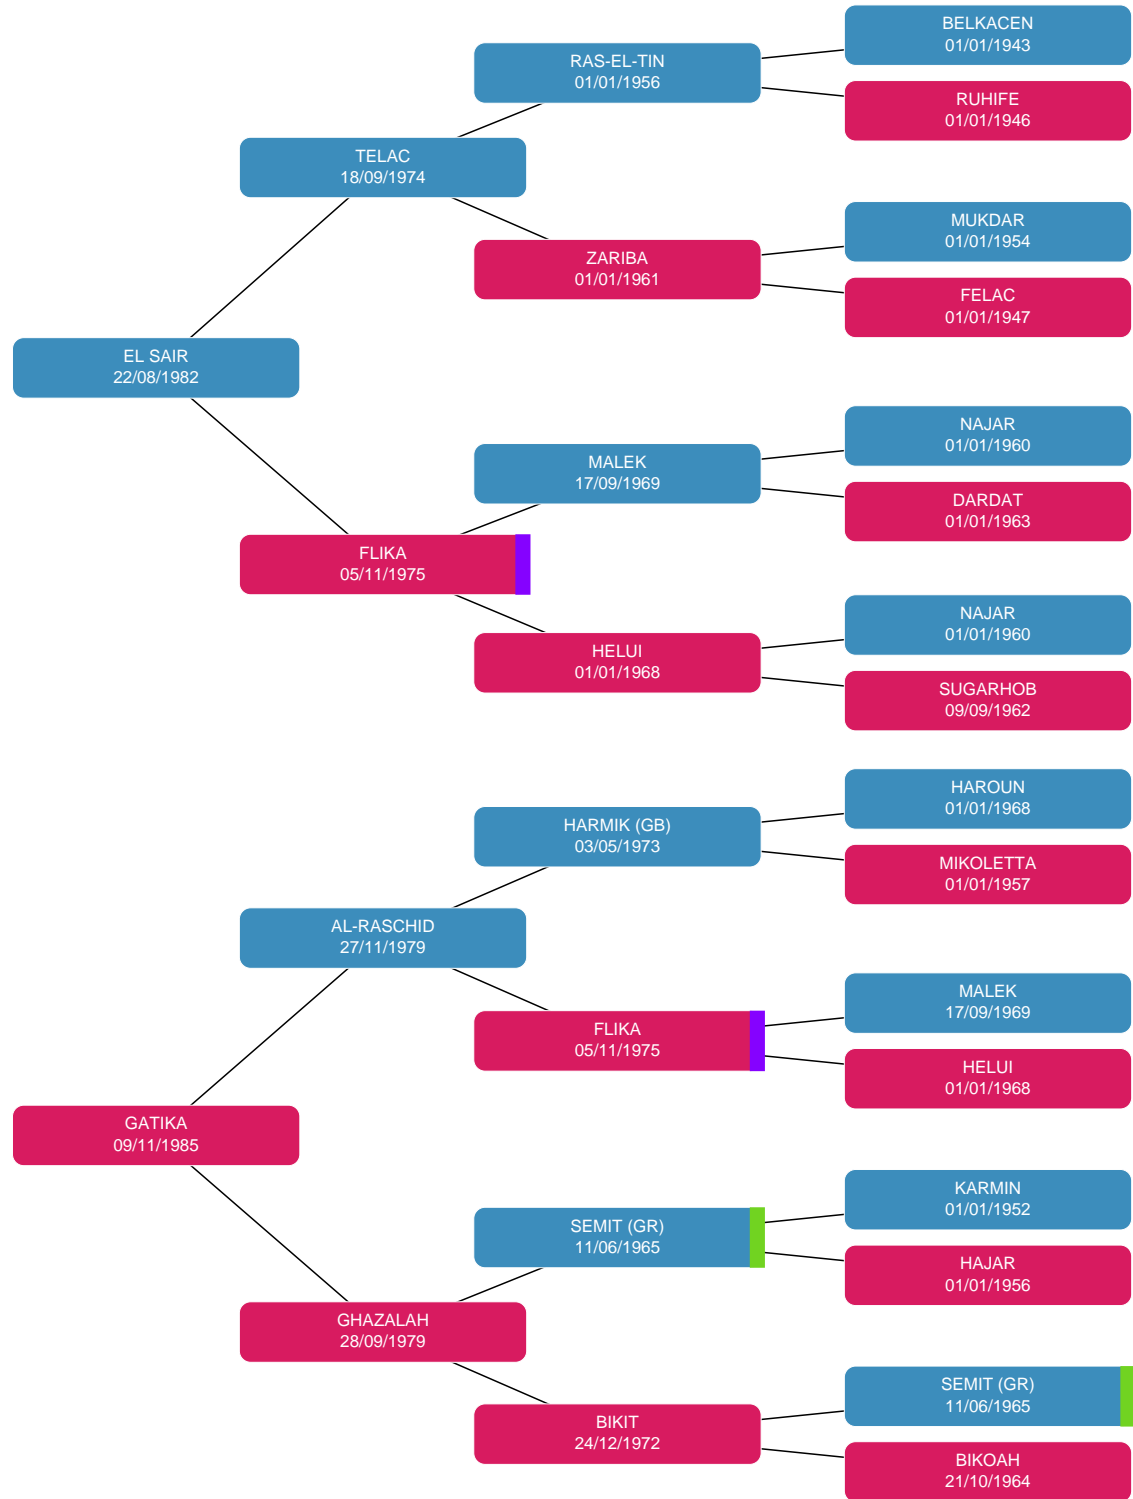 BELKACEN
01/01/1943
RAS-EL-TIN
01/01/1956
RUHIFE
01/01/1946
TELAC
18/09/1974
MUKDAR
01/01/1954
ZARIBA
01/01/1961
FELAC
01/01/1947
EL SAIR
22/08/1982
NAJAR
01/01/1960
MALEK
17/09/1969
DARDAT
01/01/1963
FLIKA
05/11/1975
NAJAR
01/01/1960
HELUI
01/01/1968
SUGARHOB
09/09/1962
HAROUN
01/01/1968
HARMIK (GB)
03/05/1973
MIKOLETTA
01/01/1957
AL-RASCHID
27/11/1979
MALEK
17/09/1969
FLIKA
05/11/1975
HELUI
01/01/1968
GATIKA
09/11/1985
KARMIN
01/01/1952
SEMIT (GR)
11/06/1965
HAJAR
01/01/1956
GHAZALAH
28/09/1979
SEMIT (GR)
11/06/1965
BIKIT
24/12/1972
BIKOAH
21/10/1964